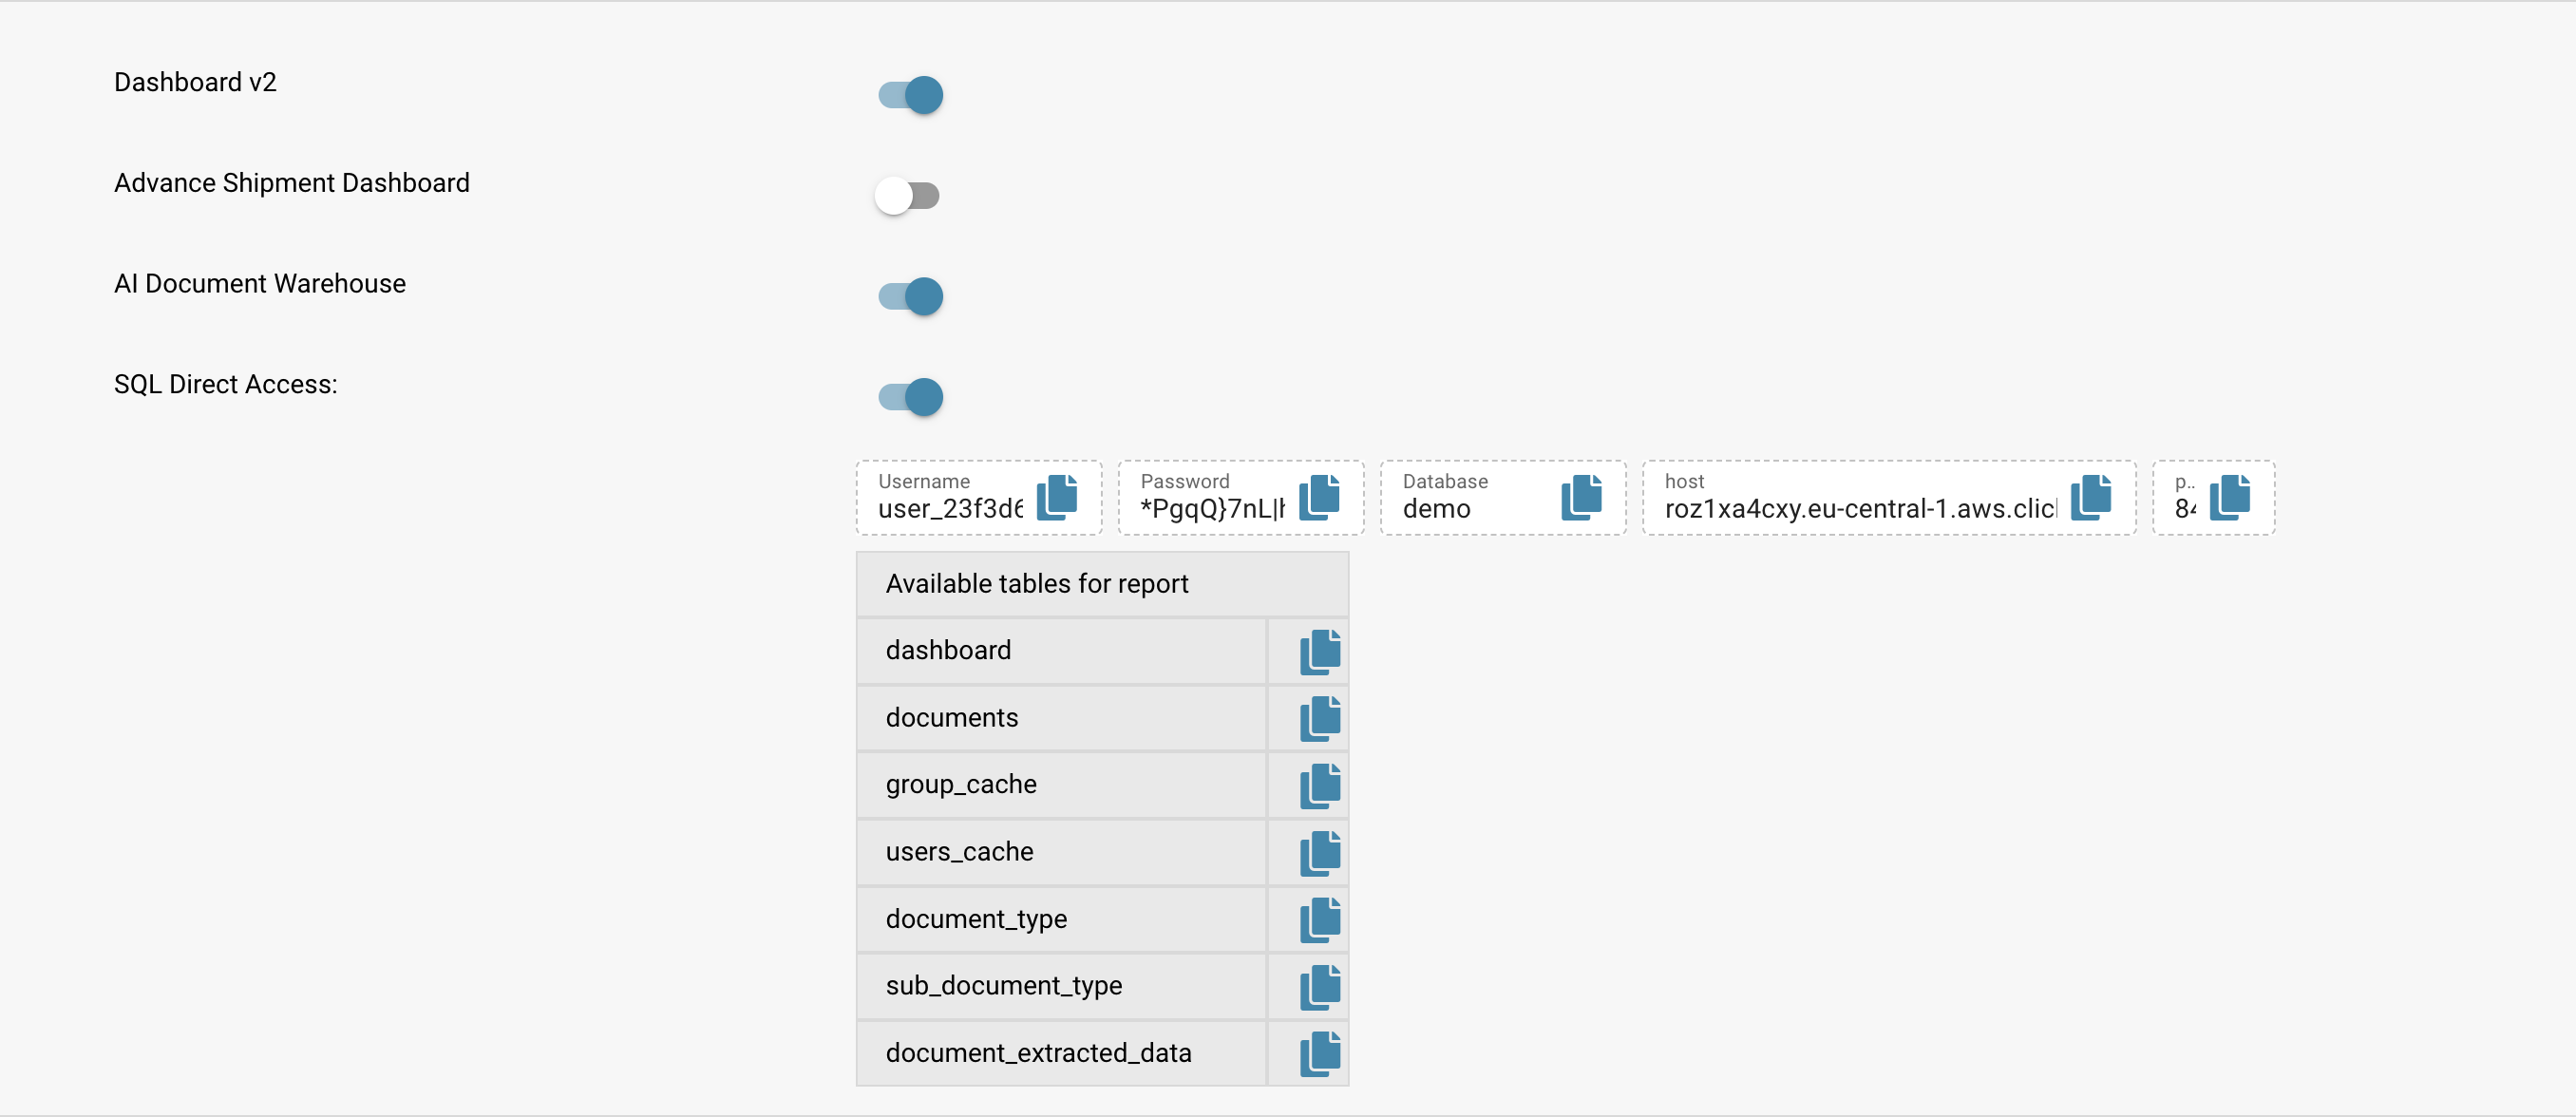 Dashboard v2
Advance Shipment Dashboard
AI Document Warehouse
SQL Direct Access:
Username Password Database host p..
user_23f3d6 *PgqQ}7nL| demo roz1xa4cxy.eu-central-1.aws.clic 84
Available tables for report
dashboard
documents
group_cache
users_cache
document_type
sub_document_type
document_extracted_data